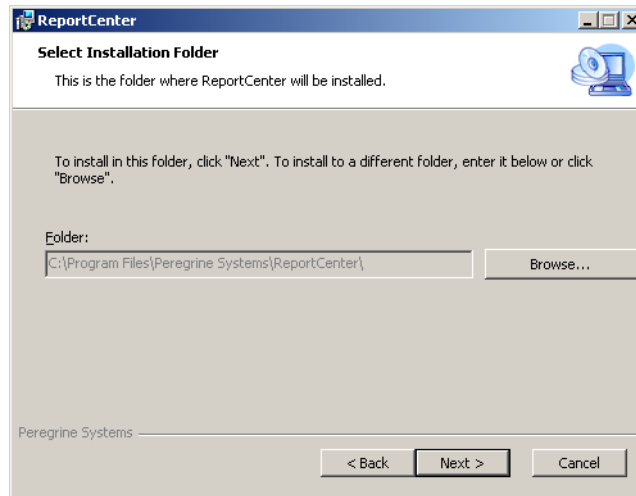 ReportCenter
Select Installation Folder
This is the folder where ReportCenter will be installed.
To install in this folder, click "Next". To install to a different folder, enter it below or click
"Browse".
Folder:
C:\Program Files\Peregrine Systems\ReportCenter\
Browse...
Peregrine Systems
< Back
Next >
Cancel